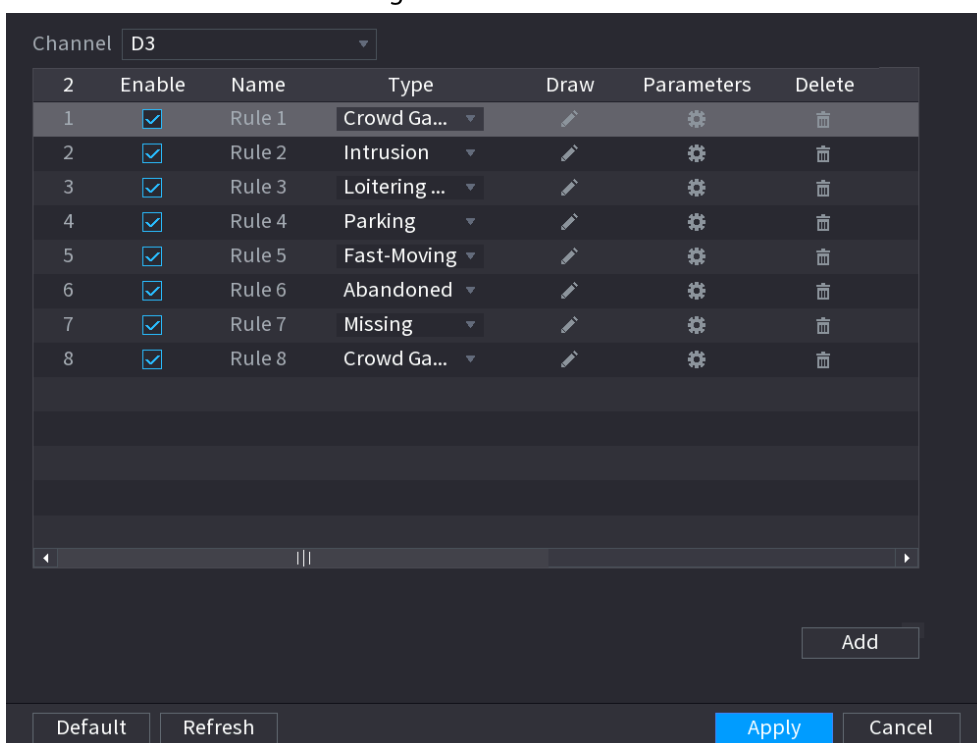 Channel D3
2 Enable Name Type Draw Parameters Delete
1 Rule 1 Crowd Ga...
2 Rule 2 Intrusion
3 Rule 3 Loitering ...
4 Rule 4 Parking
5 Rule 5 Fast-Moving
6 Rule 6 Abandoned
7 Rule 7 Missing
8 Rule 8 Crowd Ga...
Add
Default Refresh Apply Cancel